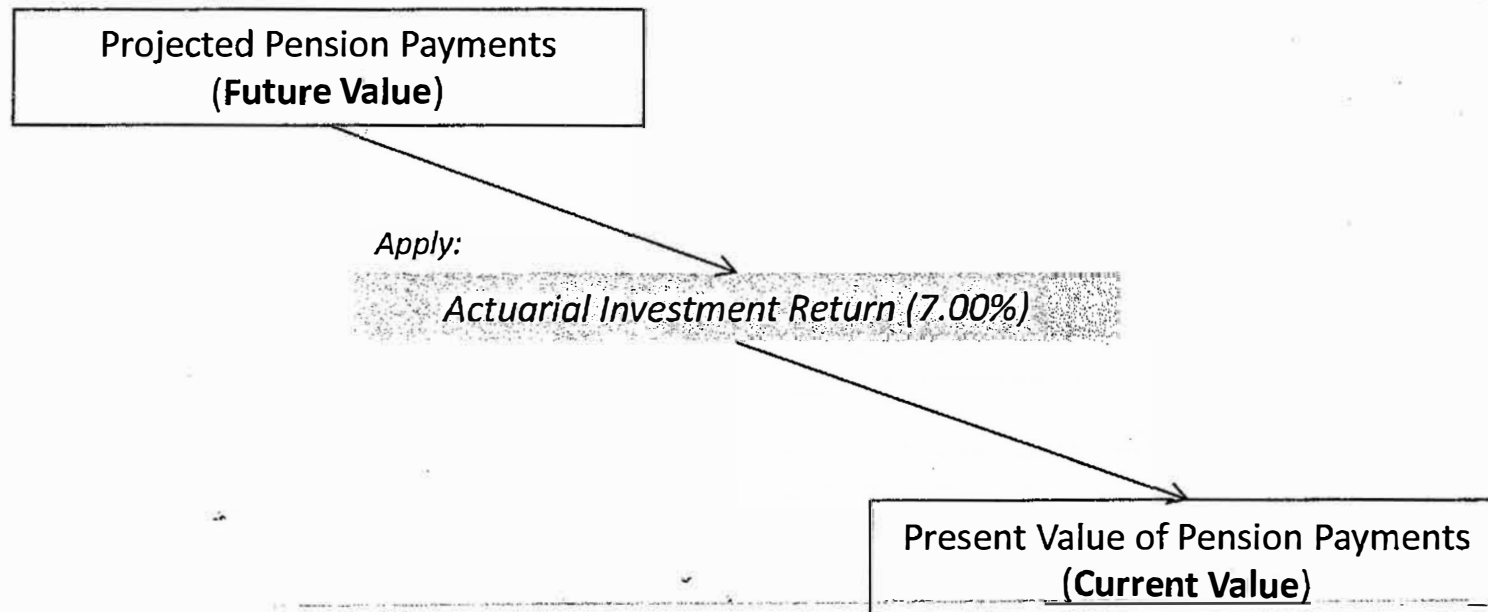 Projected Pension Payments
(Future Value)
Apply:
Actuarial Investment Return (7.00%)
Present Value of Pension Payments
(Current Value)